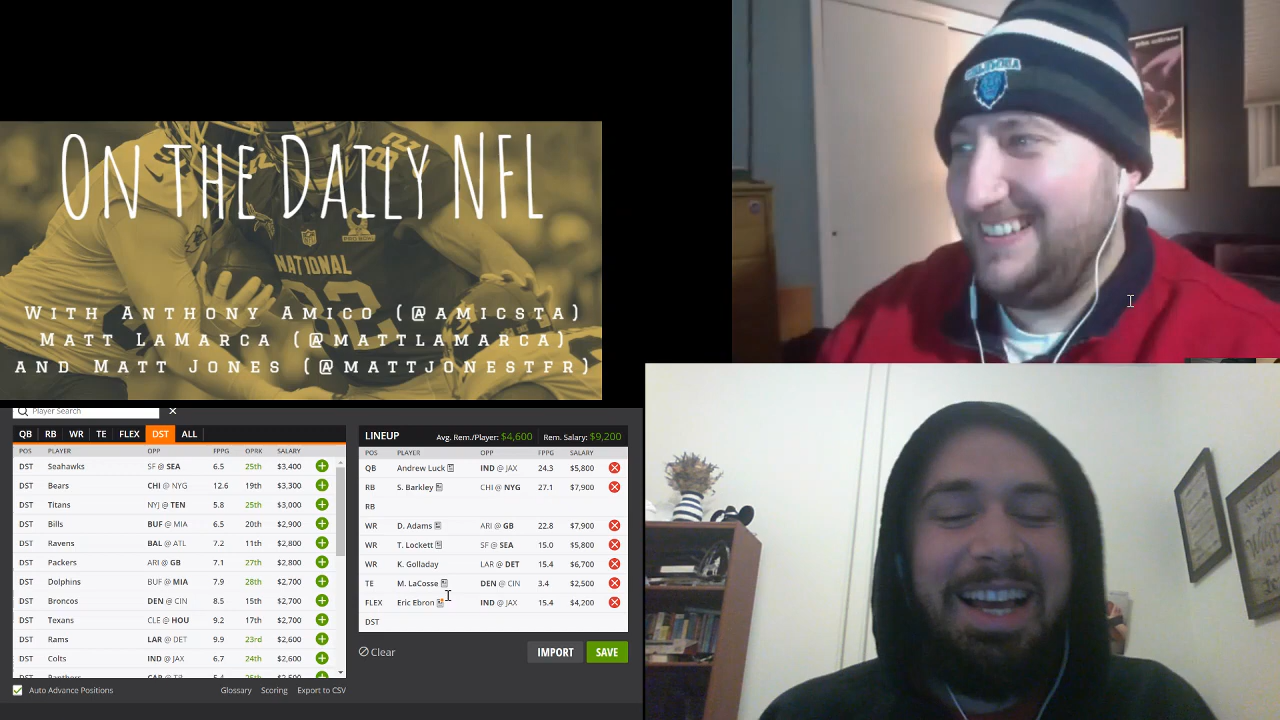 On the Daily NFL
NATIONAL
With Anthony Amico (@amicsta)
Matt LaMarca (@mattlamarca)
and Matt Jones (@mattjonestfr)
Player Search
QB RB WR TE FLEX DST ALL
POS PLAYER OPP FPPG OPRK SALARY
DST Seahawks SF @ SEA 6.5 25th $3,400
DST Bears CHI @ NYG 12.6 19th $3,300
DST Titans NYJ @ TEN 5.8 25th $3,000
DST Bills BUF @ MIA 6.5 20th $2,900
DST Ravens BAL @ ATL 7.2 11th $2,800
DST Packers ARI @ GB 7.1 27th $2,800
DST Dolphins BUF @ MIA 7.9 28th $2,700
DST Broncos DEN @ CIN 8.5 15th $2,700
DST Texans CLE @ HOU 9.2 17th $2,700
DST Rams LAR @ DET 9.9 23rd $2,600
DST Colts IND @ JAX 6.7 24th $2,600
Auto Advance Positions
Glossary Scoring Export to CSV
LINEUP Avg. Rem./Player: $4,600 Rem. Salary: $9,200
POS PLAYER OPP FPPG SALARY
QB Andrew Luck IND @ JAX 24.3 $5,800
RB S. Barkley CHI @ NYG 27.1 $7,900
RB
WR D. Adams ARI @ GB 22.8 $7,900
WR T. Lockett SF @ SEA 15.0 $5,800
WR K. Golladay LAR @ DET 15.4 $6,700
TE M. LaCosse DEN @ CIN 3.4 $2,500
FLEX Eric Ebron IND @ JAX 15.4 $4,200
DST
Clear IMPORT SAVE
COLUMBIA